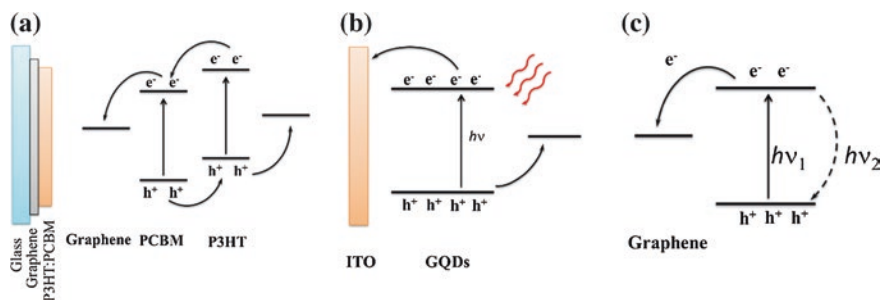 (a)
e⁻ e⁻
e⁻ e⁻
h⁺ h⁺
h⁺ h⁺
Graphene PCBM P3HT
Glass
Graphene
P3HT:PCBM
(b)
e⁻ e⁻ e⁻ e⁻
hν
h⁺ h⁺ h⁺ h⁺
ITO GQDs
(c)
e⁻
e⁻ e⁻
hν₁
hν₂
h⁺ h⁺ h⁺
Graphene